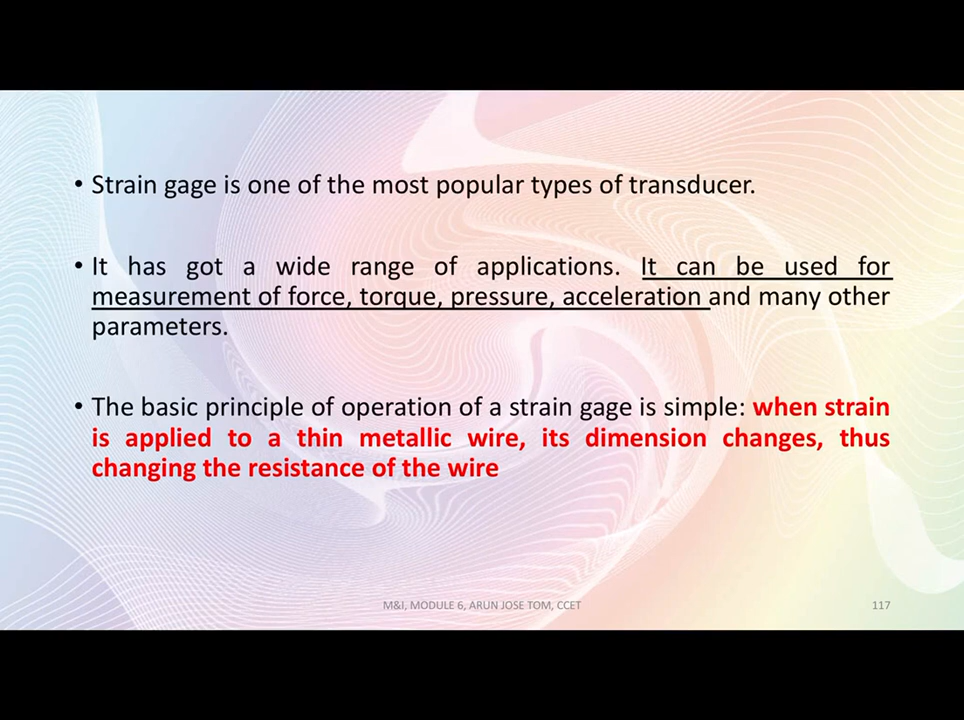 • Strain gage is one of the most popular types of transducer.
• It has got a wide range of applications. It can be used for
measurement of force, torque, pressure, acceleration and many other
parameters.
• The basic principle of operation of a strain gage is simple: when strain
is applied to a thin metallic wire, its dimension changes, thus
changing the resistance of the wire
M&I, MODULE 6, ARUN JOSE TOM, CCET
117